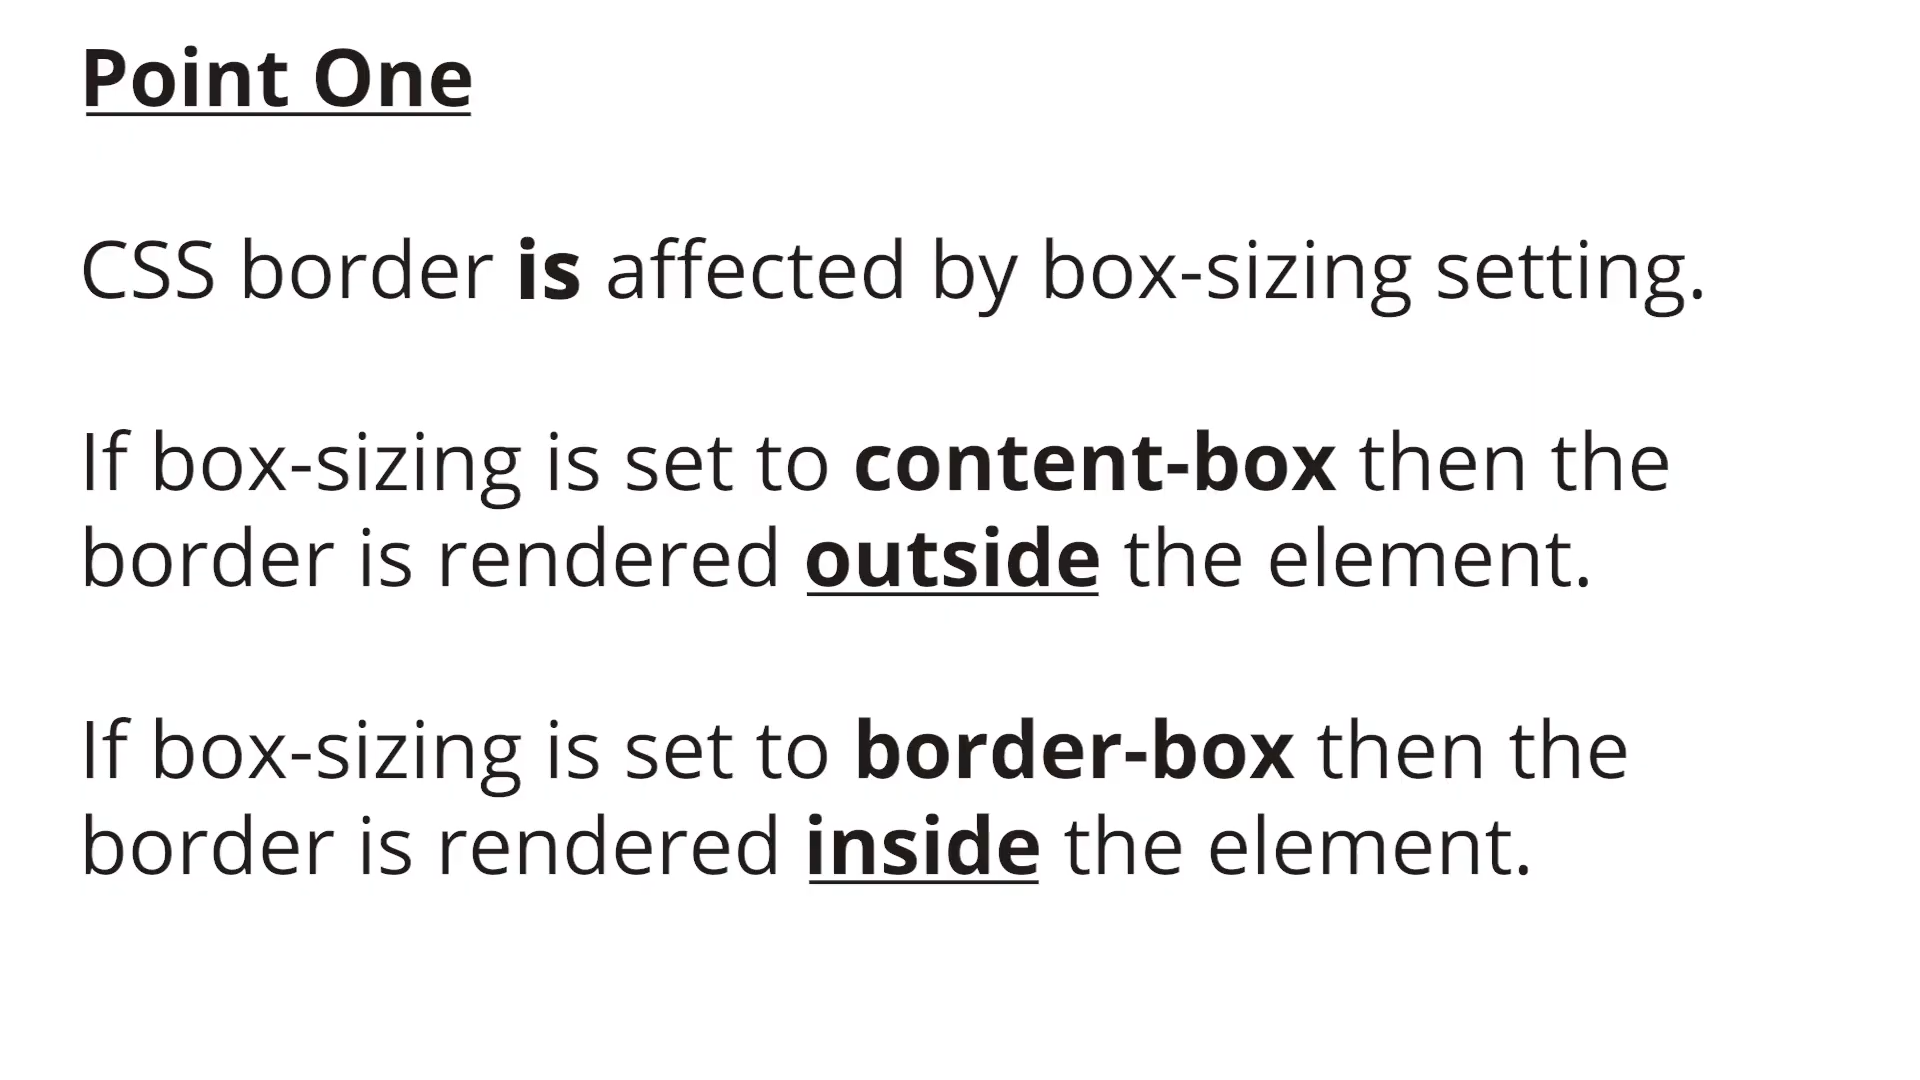 Point One
CSS border is affected by box-sizing setting.
If box-sizing is set to content-box then the
border is rendered outside the element.
If box-sizing is set to border-box then the
border is rendered inside the element.